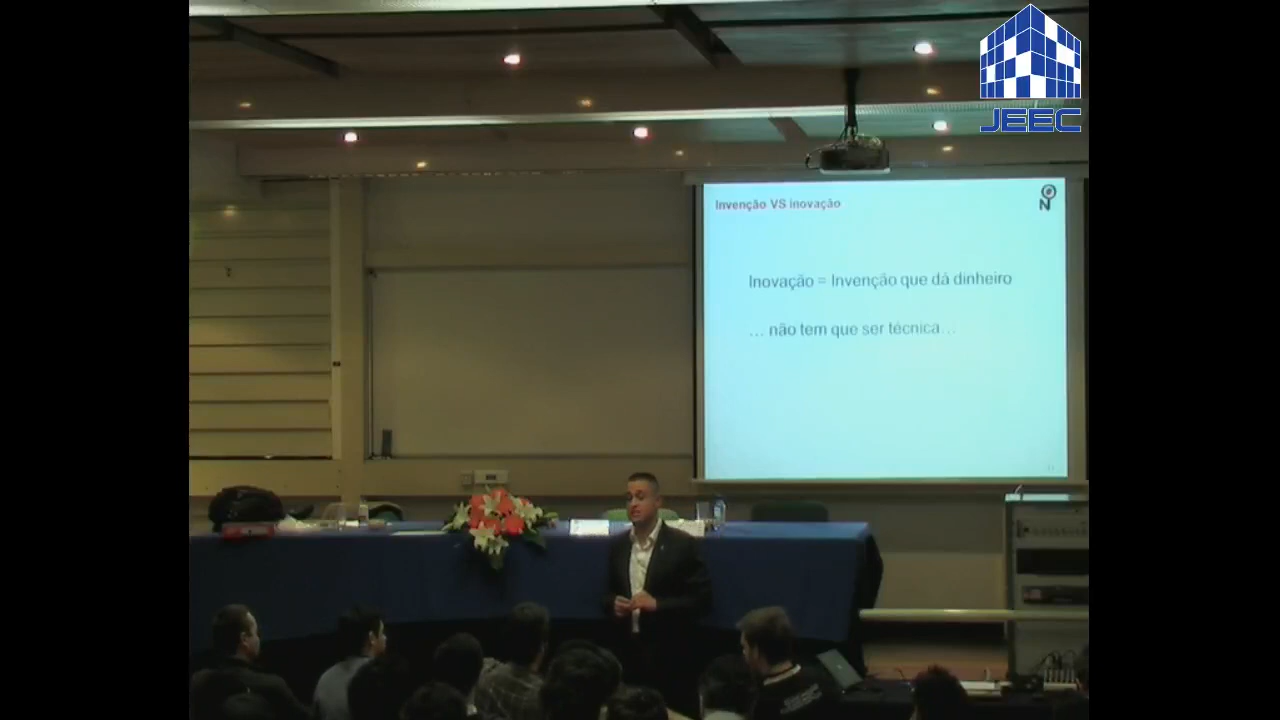 JEEC
Invenção VS inovação
Inovação = Invenção que dá dinheiro
... não tem que ser técnica...